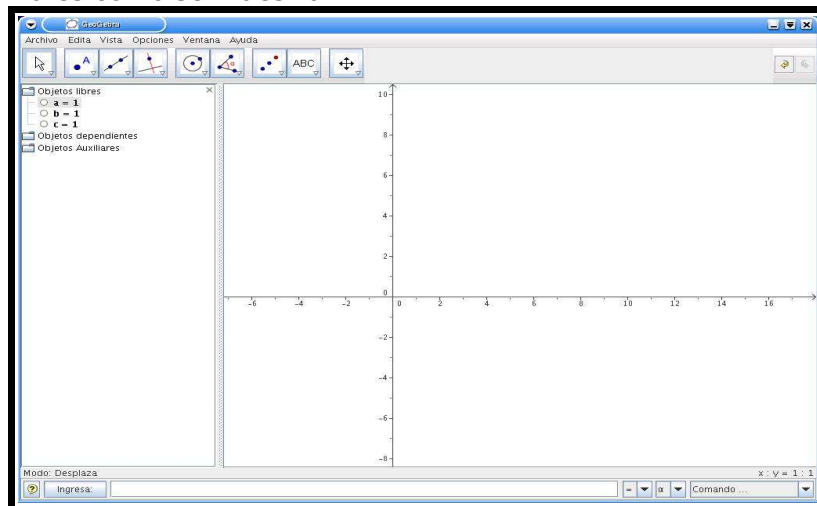 GeoGebra
Archivo Edita Vista Opciones Ventana Ayuda
A
ABC
Objetos libres
a = 1
b = 1
c = 1
Objetos dependientes
Objetos Auxiliares
10
8
6
4
2
0
-6 -4 -2 0 2 4 6 8 10 12 14 16
-2
-4
-6
-8
Modo: Desplaza
x : y = 1 : 1
Ingresa:
= α Comando ...